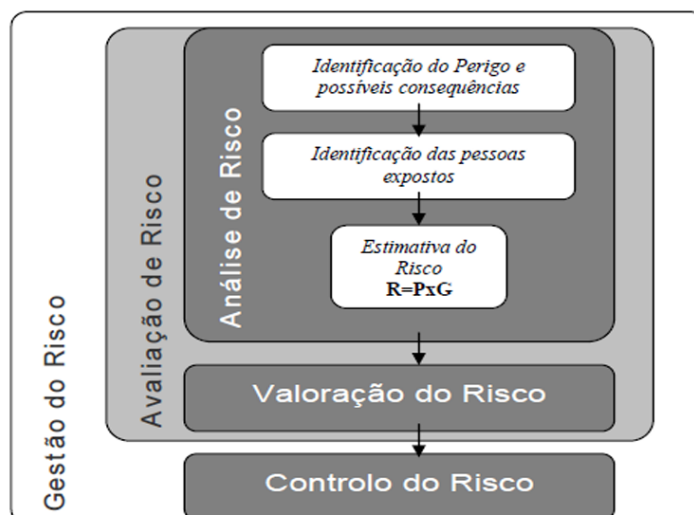 Identificação do Perigo e
possíveis consequências
Identificação das pessoas
expostos
Estimativa do
Risco
R=PxG
Análise de Risco
Avaliação de Risco
Gestão do Risco
Valoração do Risco
Controlo do Risco